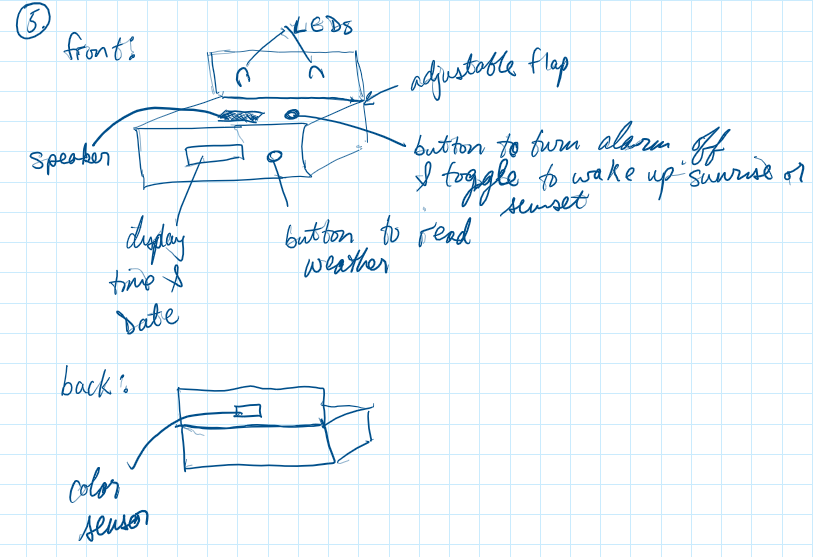 5.
front:
LEDs
adjustable flap
speaker
button to turn alarm off
& toggle to wake up sunrise or
sunset
display
time &
Date
button to read
weather
back:
color
sensor